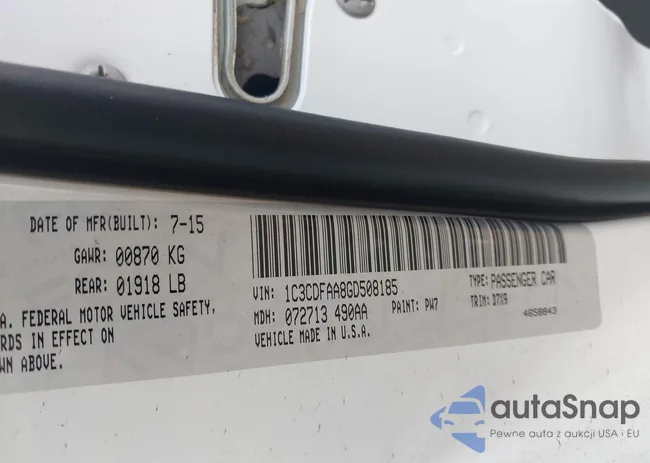 DATE OF MFR(BUILT): 7-15
GAWR: 00870 KG
REAR: 01918 LB
A. FEDERAL MOTOR VEHICLE SAFETY,
RDS IN EFFECT ON
WN ABOVE.
VIN: 1C3CDFAA8GD508185
TYPE: PASSENGER CAR
MDH: 072713 490AA
PAINT: PW7
TRIM: D7X9
VEHICLE MADE IN U.S.A.
4658843
autoSnap
Pewne auta z aukcji USA i EU